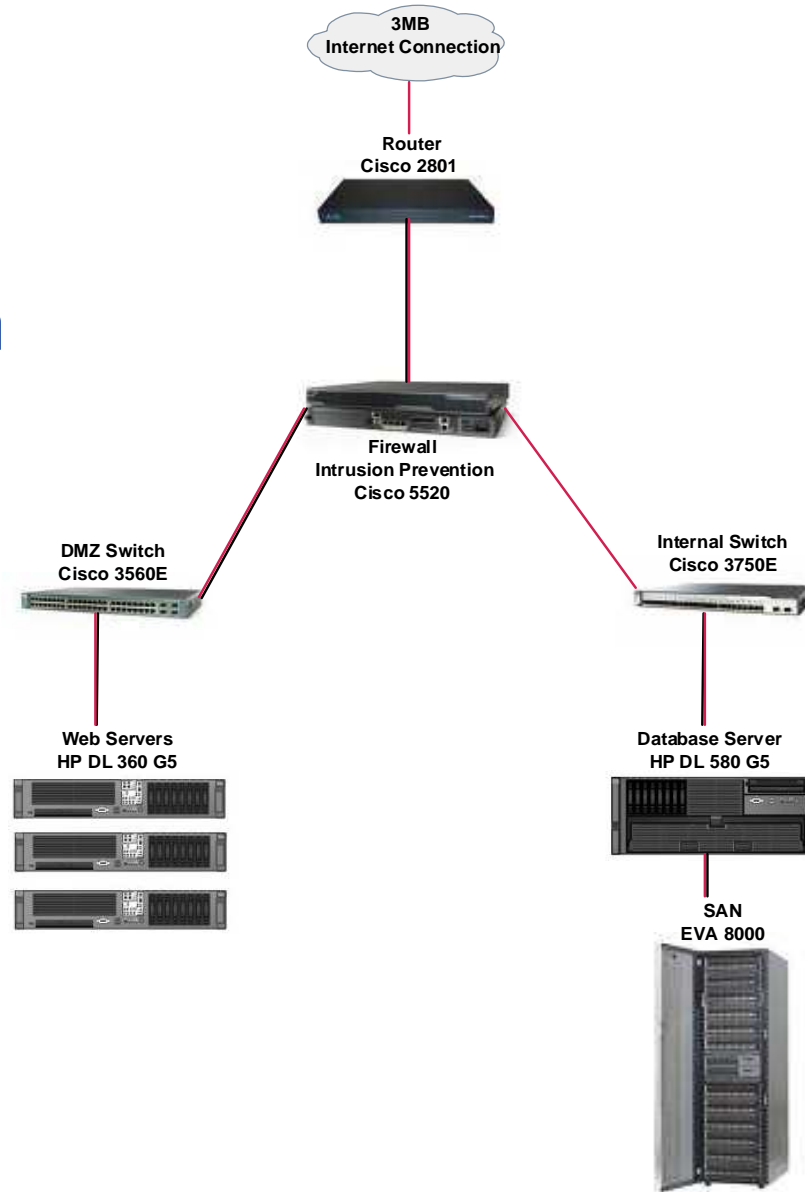 3MB
Internet Connection
Router
Cisco 2801
Firewall
Intrusion Prevention
Cisco 5520
DMZ Switch
Cisco 3560E
Internal Switch
Cisco 3750E
Web Servers
HP DL 360 G5
Database Server
HP DL 580 G5
SAN
EVA 8000